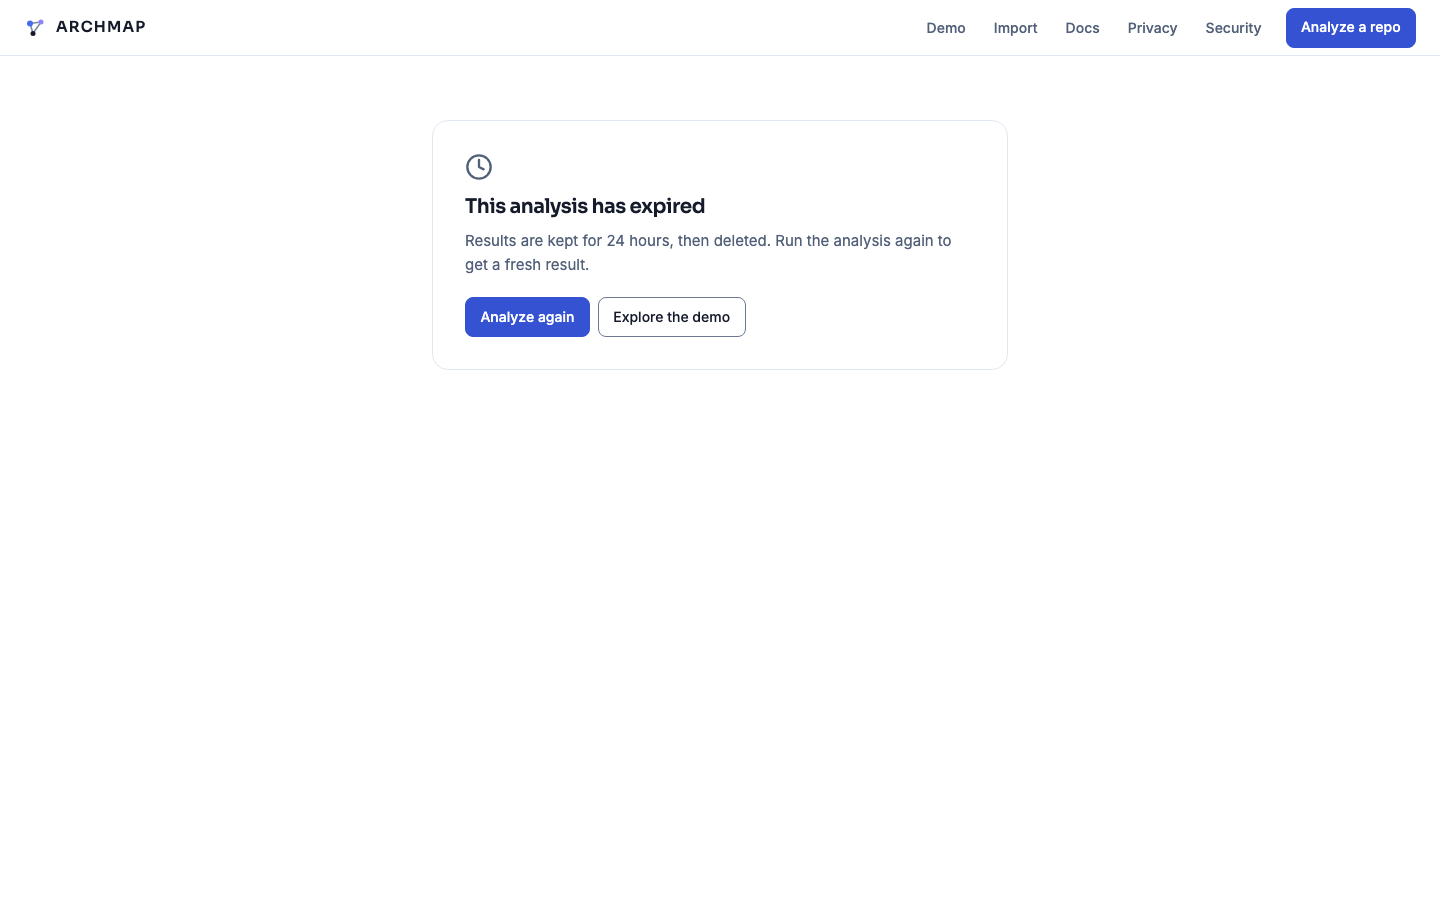 ARCHMAP
Demo Import Docs Privacy Security Analyze a repo
This analysis has expired
Results are kept for 24 hours, then deleted. Run the analysis again to
get a fresh result.
Analyze again Explore the demo